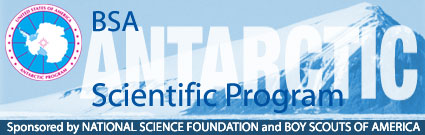 UNITED STATES OF AMERICA
ANTARCTIC PROGRAM
BSA
ANTARCTIC
Scientific Program
Sponsored by NATIONAL SCIENCE FOUNDATION and BOY SCOUTS OF AMERICA